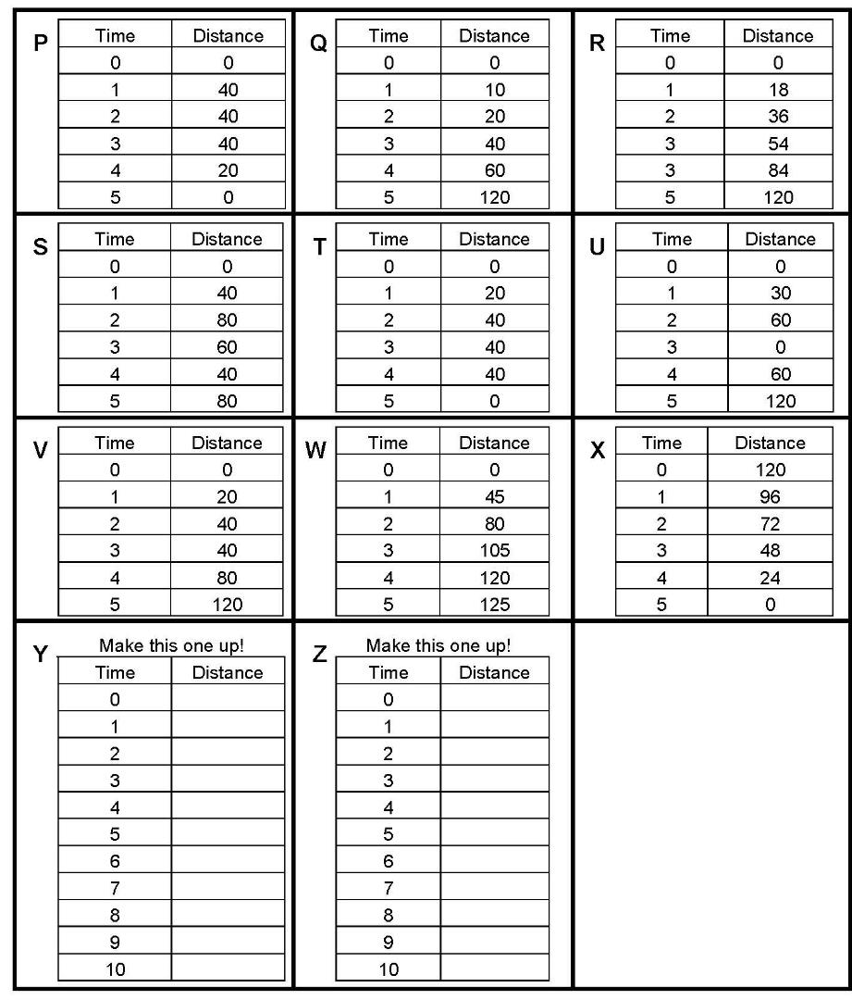 P Time Distance Q Time Distance R Time Distance
0 0 0 0 0 0
1 40 1 10 1 18
2 40 2 20 2 36
3 40 3 40 3 54
4 20 4 60 3 84
5 0 5 120 5 120
S Time Distance T Time Distance U Time Distance
0 0 0 0 0 0
1 40 1 20 1 30
2 80 2 40 2 60
3 60 3 40 3 0
4 40 4 40 4 60
5 80 5 0 5 120
V Time Distance W Time Distance X Time Distance
0 0 0 0 0 120
1 20 1 45 1 96
2 40 2 80 2 72
3 40 3 105 3 48
4 80 4 120 4 24
5 120 5 125 5 0
Y Make this one up! Z Make this one up!
Time Distance Time Distance
0 0
1 1
2 2
3 3
4 4
5 5
6 6
7 7
8 8
9 9
10 10